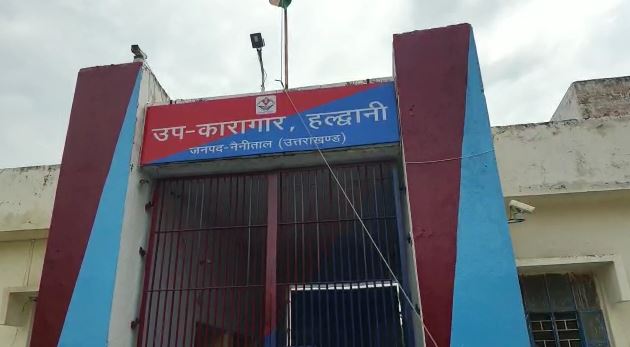 उप-कारागार, हल्द्वानी
जनपद-नैनीताल (उत्तराखण्ड)